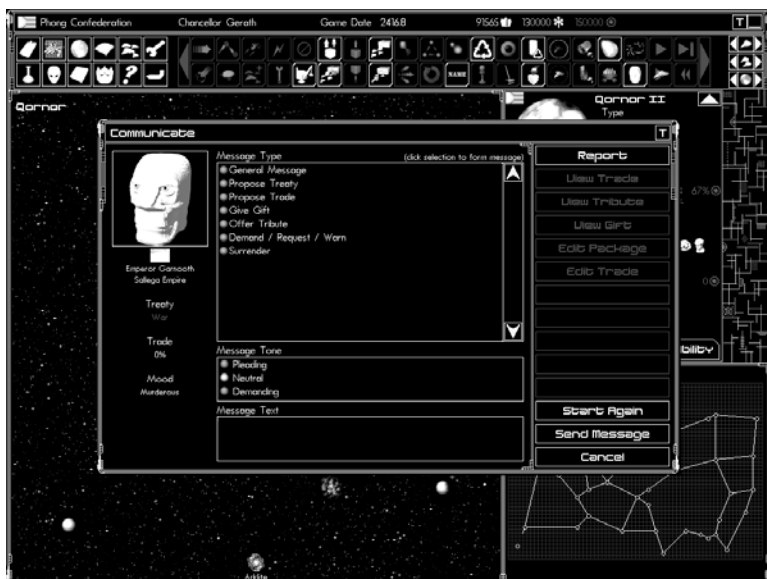 Phong Confederation Chancellor Gerath Game Date 2416.8 91565 130000 150000
T
NAME
Qornor
Qornor II
Type
67%
0
bility
Communicate T
Emperor Garnooth
Sallega Empire
Treaty
War
Trade
0%
Mood
Murderous
Message Type (click selection to form message)
General Message
Propose Treaty
Propose Trade
Give Gift
Offer Tribute
Demand / Request / Warn
Surrender
Message Tone
Pleading
Neutral
Demanding
Message Text
Report
View Trade
View Tribute
View Gift
Edit Package
Edit Trade
Start Again
Send Message
Cancel
Arklite